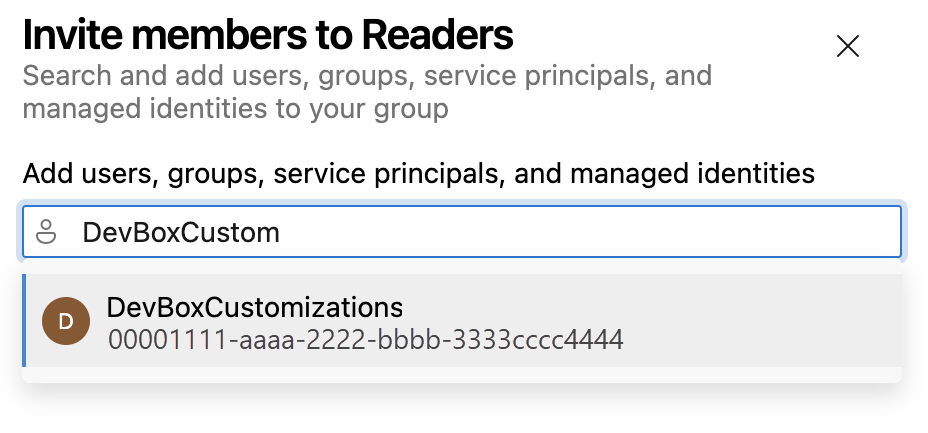 Invite members to Readers
Search and add users, groups, service principals, and
managed identities to your group
Add users, groups, service principals, and managed identities
DevBoxCustom
D
DevBoxCustomizations
00001111-aaaa-2222-bbbb-3333cccc4444